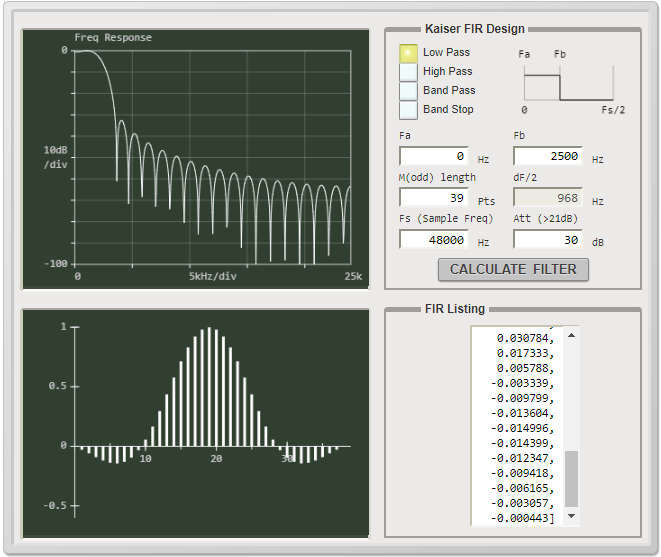 Freq Response
0
10dB
/div
-100
0
5kHz/div
25k
Kaiser FIR Design
Low Pass
High Pass
Band Pass
Band Stop
Fa
Fb
0
Fs/2
Fa
Fb
0 Hz
2500 Hz
M(odd) length
dF/2
39 Pts
968 Hz
Fs (Sample Freq)
Att (>21dB)
48000 Hz
30 dB
CALCULATE FILTER
1
0.5
0
-0.5
10
20
30
FIR Listing
0.030784,
0.017333,
0.005788,
-0.003339,
-0.009799,
-0.013604,
-0.014996,
-0.014399,
-0.012347,
-0.009418,
-0.006165,
-0.003057,
-0.000443]